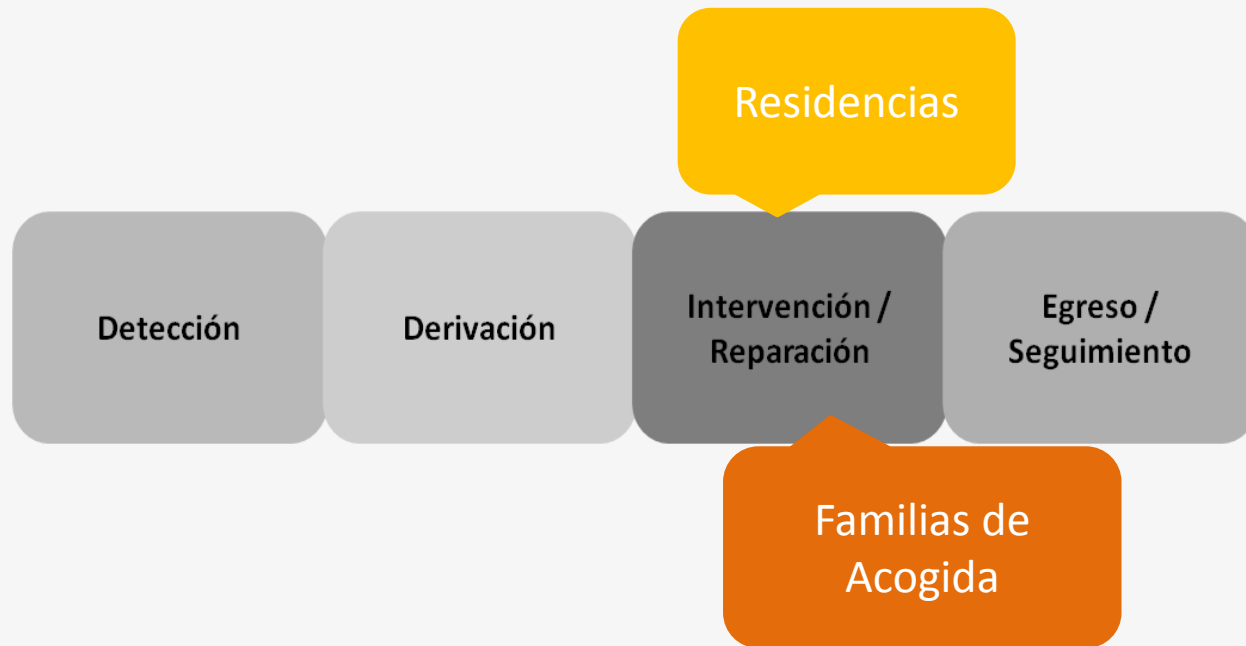 Residencias
Detección
Derivación
Intervención /
Reparación
Egreso /
Seguimiento
Familias de
Acogida